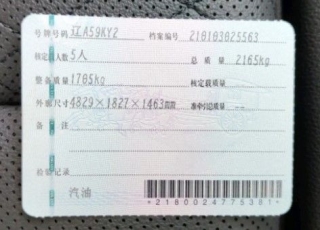 号牌号码 辽A59KY2 档案编号 210103025563
核定载人数 5人 总质量 2165kg
整备质量 1705kg 核定载质量
外廓尺寸 4829×1827×1463mm 准牵引总质量 --
备注
检验记录
汽油
*2180024775381*